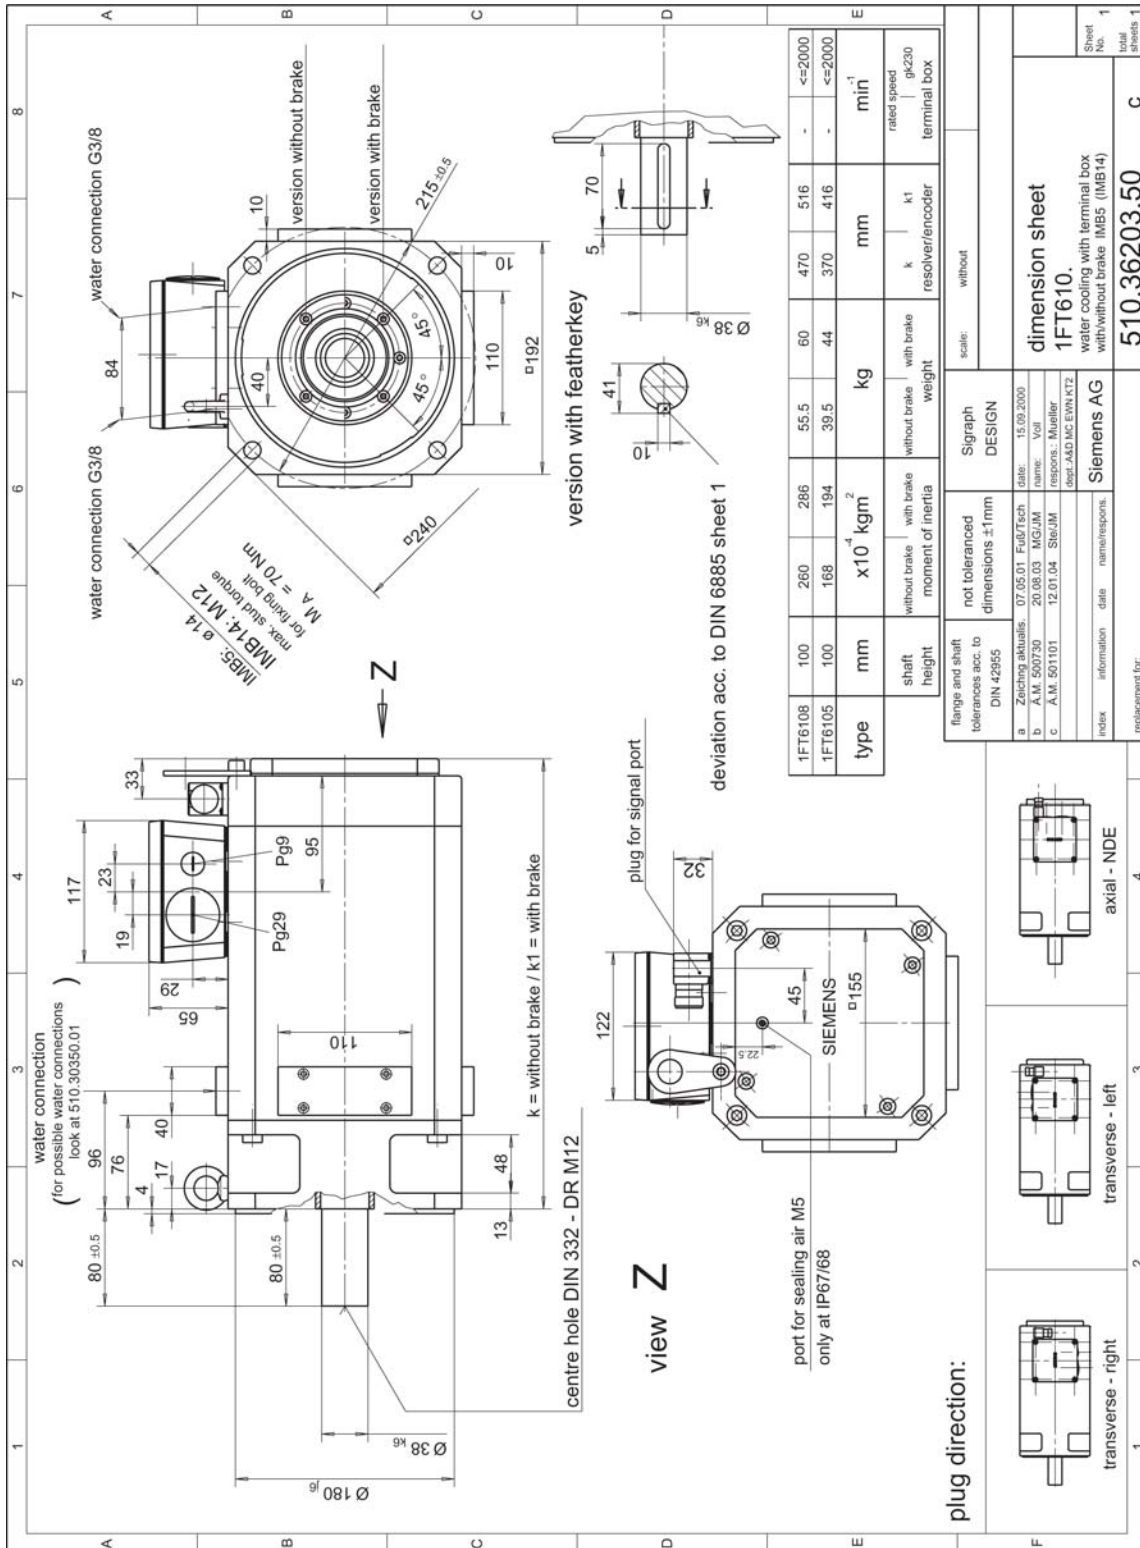 1 2 3 4 5 6 7 8
A
B
C
D
E
F
water connection
(for possible water connections
look at 510.30350.01)
80 ±0.5
4
17
76
96
40
65
29
19
23
117
33
Pg29
Pg9
95
110
80 ±0.5
13
48
Ø 38 k6
Ø 180 j6
k = without brake / k1 = with brake
centre hole DIN 332 - DR M12
Z
water connection G3/8
water connection G3/8
84
40
10
version without brake
version with brake
215 ±0.5
45°
45°
10
110
□192
□240
IMB5: ø 14
IMB14: M12
max. stud torque
for fixing bolt
M A = 70 Nm
version with featherkey
5
70
Ø 38 k6
41
10
deviation acc. to DIN 6885 sheet 1
view Z
122
32
plug for signal port
45
22.5
SIEMENS
□155
port for sealing air M5
only at IP67/68
1FT6108 100 260 286 55.5 60 470 516 - <=2000
1FT6105 100 168 194 39.5 44 370 416 - <=2000
type mm x10⁻⁴ kgm² kg mm min⁻¹
shaft
height
without brake with brake
moment of inertia
without brake with brake
weight
k k1
resolver/encoder
rated speed
gk230
terminal box
plug direction:
transverse - right
transverse - left
axial - NDE
flange and shaft
tolerances acc. to
DIN 42955
not toleranced
dimensions ±1mm
Sigraph
DESIGN
scale: without
a Zeichng aktualis. 07.05.01 Fuß/Tsch
b Ä.M. 500730 20.08.03 MG/JM
c Ä.M. 501101 12.01.04 Ste/JM
index information date name/respons.
date: 15.09.2000
name: Voll
respons.: Mueller
dept.:A&D MC EWN KT2
Siemens AG
dimension sheet
1FT610.
water cooling with terminal box
with/without brake IMB5 (IMB14)
510.36203.50 c
Sheet
No. 1
total
sheets 1
replacement for: